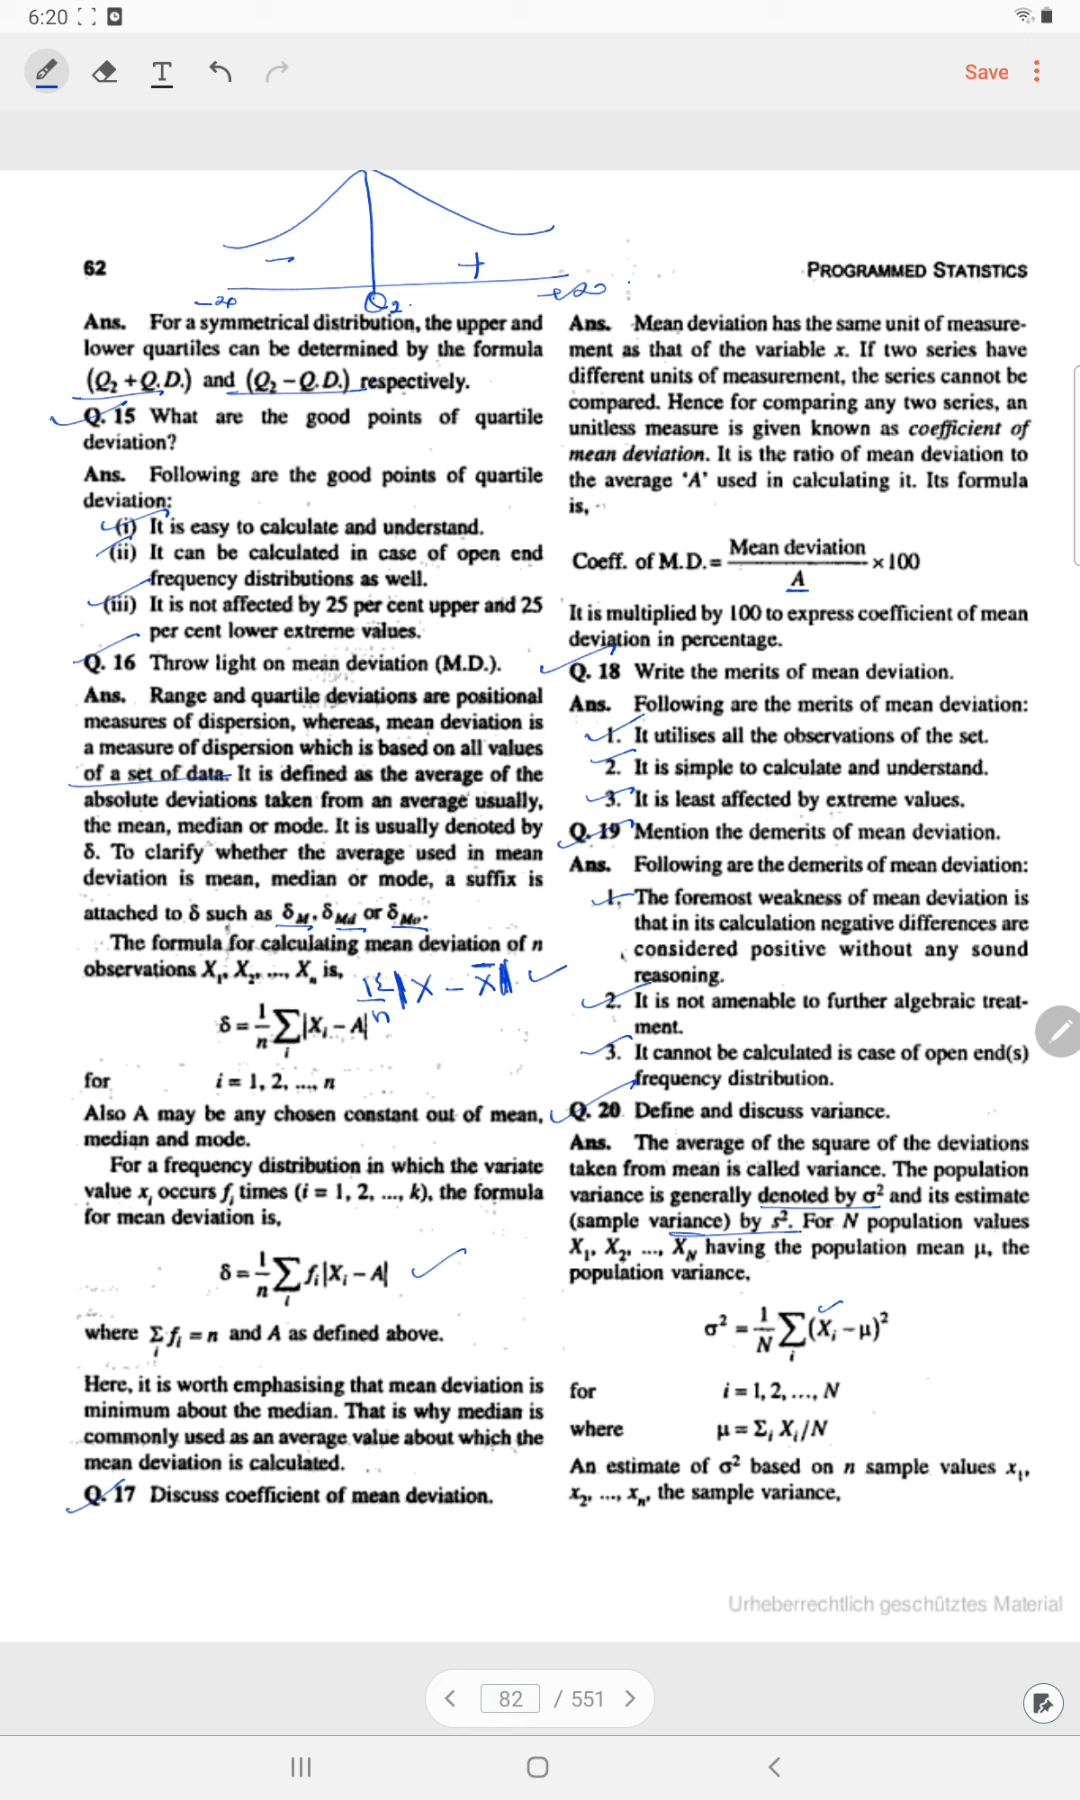 6:20
Save
62
PROGRAMMED STATISTICS
- +
Q2.
Ans. For a symmetrical distribution, the upper and
lower quartiles can be determined by the formula
(Q₂ + Q.D.) and (Q₂ – Q.D.) respectively.
Q. 15 What are the good points of quartile
deviation?
Ans. Following are the good points of quartile
deviation:
(i) It is easy to calculate and understand.
(ii) It can be calculated in case of open end
frequency distributions as well.
(iii) It is not affected by 25 per cent upper and 25
per cent lower extreme values.
Q. 16 Throw light on mean deviation (M.D.).
Ans. Range and quartile deviations are positional
measures of dispersion, whereas, mean deviation is
a measure of dispersion which is based on all values
of a set of data. It is defined as the average of the
absolute deviations taken from an average usually,
the mean, median or mode. It is usually denoted by
δ. To clarify whether the average used in mean
deviation is mean, median or mode, a suffix is
attached to δ such as δ_M, δ_Md or δ_Mo.
The formula for calculating mean deviation of n
observations X₁, X₂, ..., Xₙ is,
1/n Σ|X – X̄|
δ = 1/n Σ_i |X_i – A|
for i = 1, 2, ..., n
Also A may be any chosen constant out of mean,
median and mode.
For a frequency distribution in which the variate
value x_i occurs f_i times (i = 1, 2, ..., k), the formula
for mean deviation is,
δ = 1/n Σ_i f_i |X_i – A|
where Σ_i f_i = n and A as defined above.
Here, it is worth emphasising that mean deviation is
minimum about the median. That is why median is
commonly used as an average value about which the
mean deviation is calculated.
Q. 17 Discuss coefficient of mean deviation.
Ans. Mean deviation has the same unit of measure-
ment as that of the variable x. If two series have
different units of measurement, the series cannot be
compared. Hence for comparing any two series, an
unitless measure is given known as coefficient of
mean deviation. It is the ratio of mean deviation to
the average ‘A’ used in calculating it. Its formula
is,
Coeff. of M.D. = Mean deviation / A × 100
It is multiplied by 100 to express coefficient of mean
deviation in percentage.
Q. 18 Write the merits of mean deviation.
Ans. Following are the merits of mean deviation:
1. It utilises all the observations of the set.
2. It is simple to calculate and understand.
3. It is least affected by extreme values.
Q. 19 Mention the demerits of mean deviation.
Ans. Following are the demerits of mean deviation:
1. The foremost weakness of mean deviation is
that in its calculation negative differences are
considered positive without any sound
reasoning.
2. It is not amenable to further algebraic treat-
ment.
3. It cannot be calculated is case of open end(s)
frequency distribution.
Q. 20 Define and discuss variance.
Ans. The average of the square of the deviations
taken from mean is called variance. The population
variance is generally denoted by σ² and its estimate
(sample variance) by s². For N population values
X₁, X₂, ..., X_N having the population mean μ, the
population variance,
σ² = 1/N Σ_i (X_i – μ)²
for i = 1, 2, ..., N
where μ = Σ_i X_i/N
An estimate of σ² based on n sample values x₁,
x₂, ..., xₙ, the sample variance,
Urheberrechtlich geschütztes Material
82 / 551